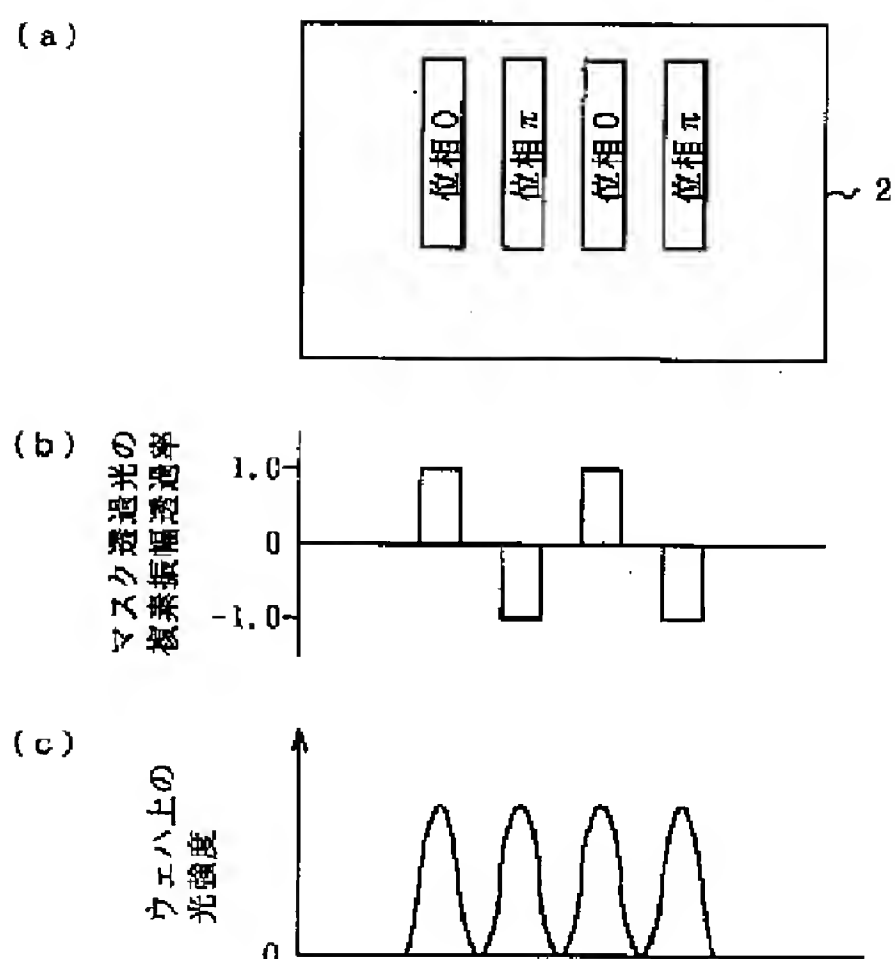 (a)
位相0
位相π
位相0
位相π
2
(b)
マスク透過光の
複素振幅透過率
1.0
0
-1.0
(c)
ウェハ上の
光強度
0